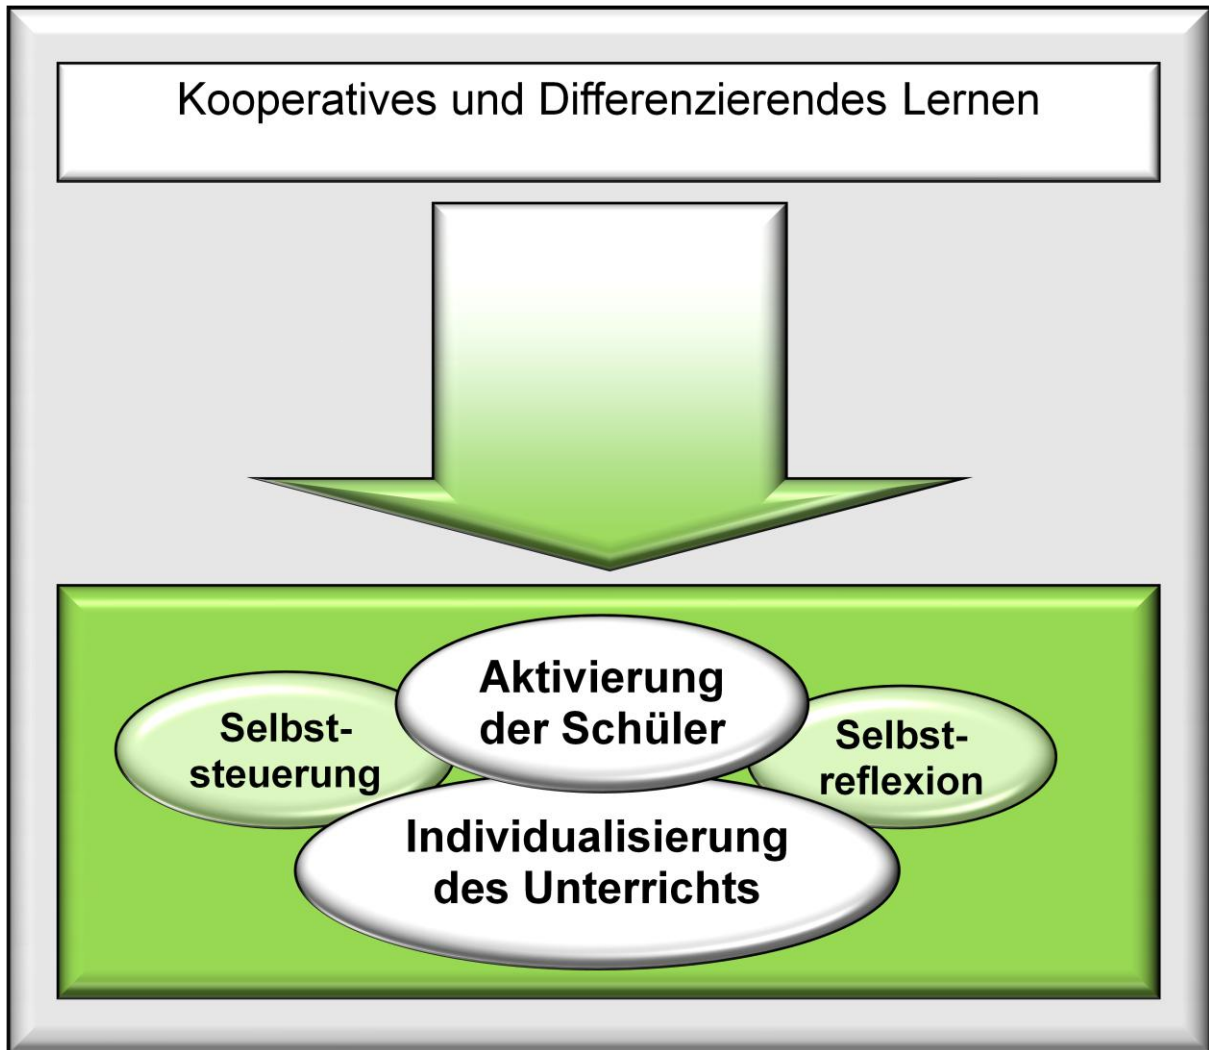 Kooperatives und Differenzierendes Lernen
Aktivierung
der Schüler
Selbst-
steuerung
Selbst-
reflexion
Individualisierung
des Unterrichts